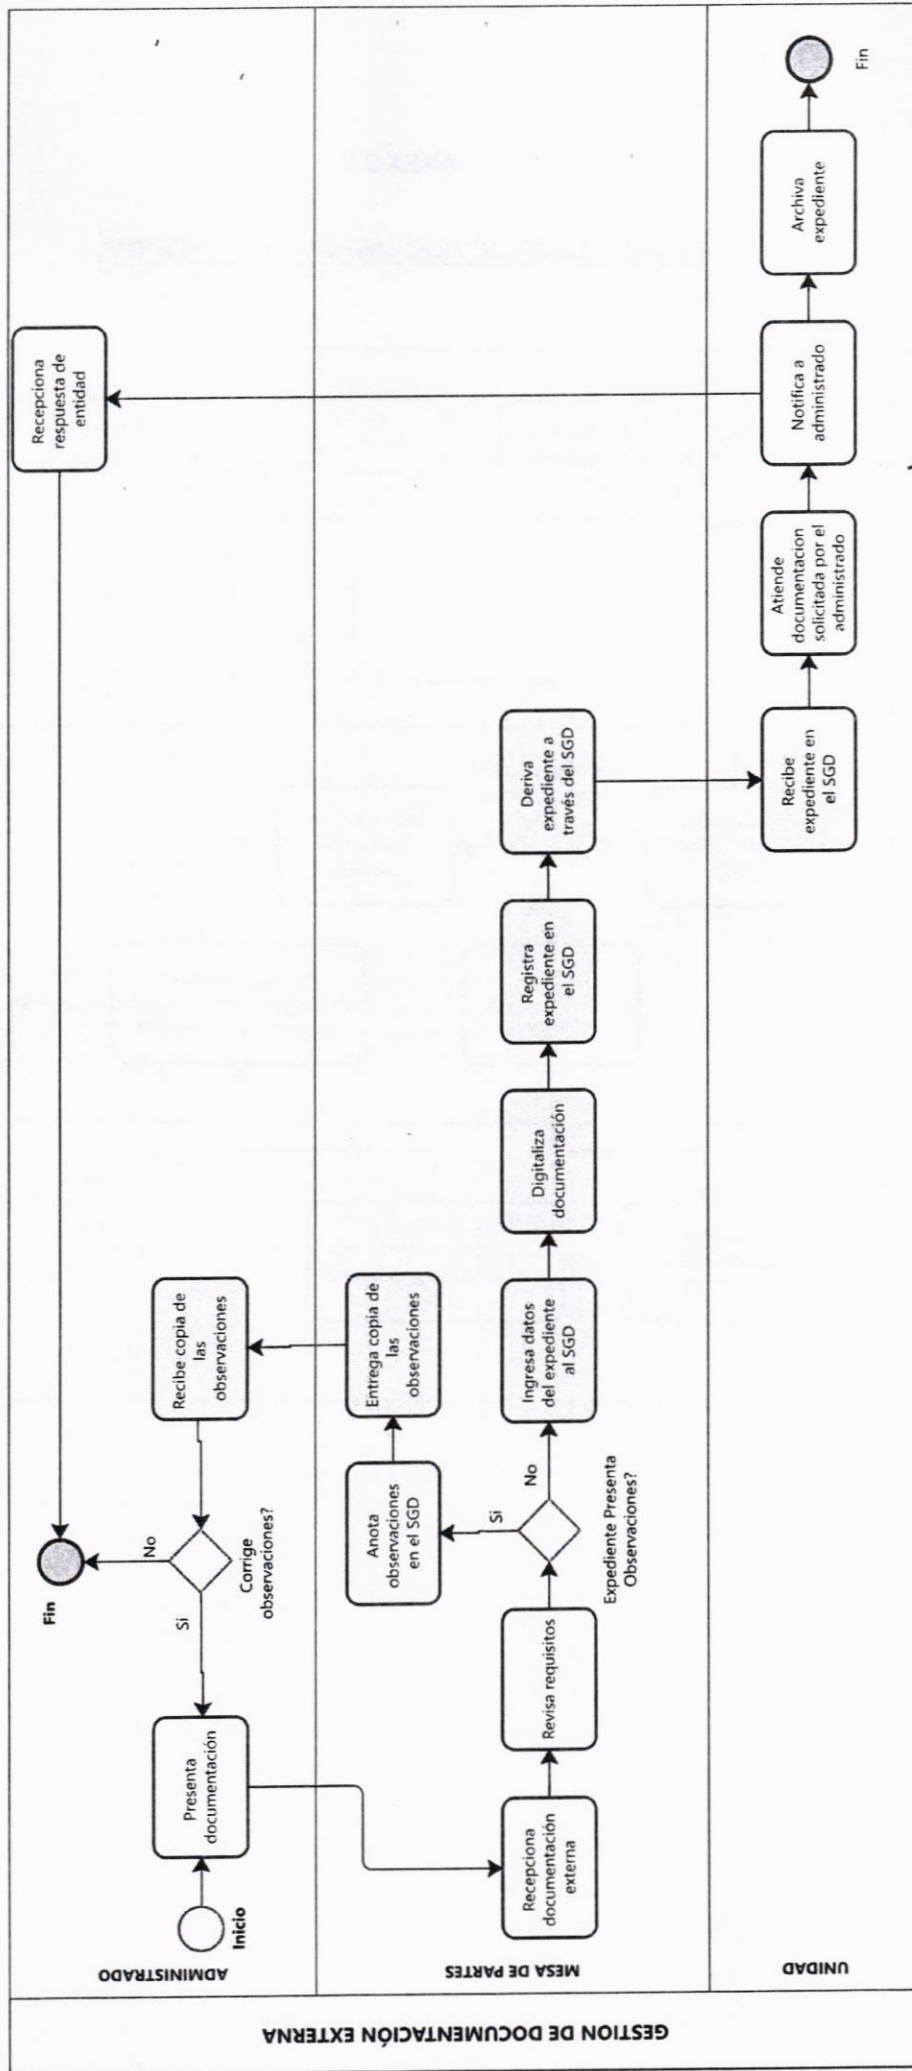 GESTION DE DOCUMENTACIÓN EXTERNA
ADMINISTRADO
Inicio
Presenta
documentación
Si
Corrige
observaciones?
No
Fin
Recibe copia de
las
observaciones
Recepciona
respuesta de
entidad
MESA DE PARTES
Recepciona
documentación
externa
Revisa requisitos
Expediente Presenta
Observaciones?
Si
No
Anota
observaciones
en el SGD
Entrega copia de
las
observaciones
Ingresa datos
del expediente
al SGD
Digitaliza
documentación
Registra
expediente en
el SGD
Deriva
expediente a
través del SGD
UNIDAD
Recibe
expediente en
el SGD
Atiende
documentacion
solicitada por el
administrado
Notifica a
administrado
Archiva
expediente
Fin